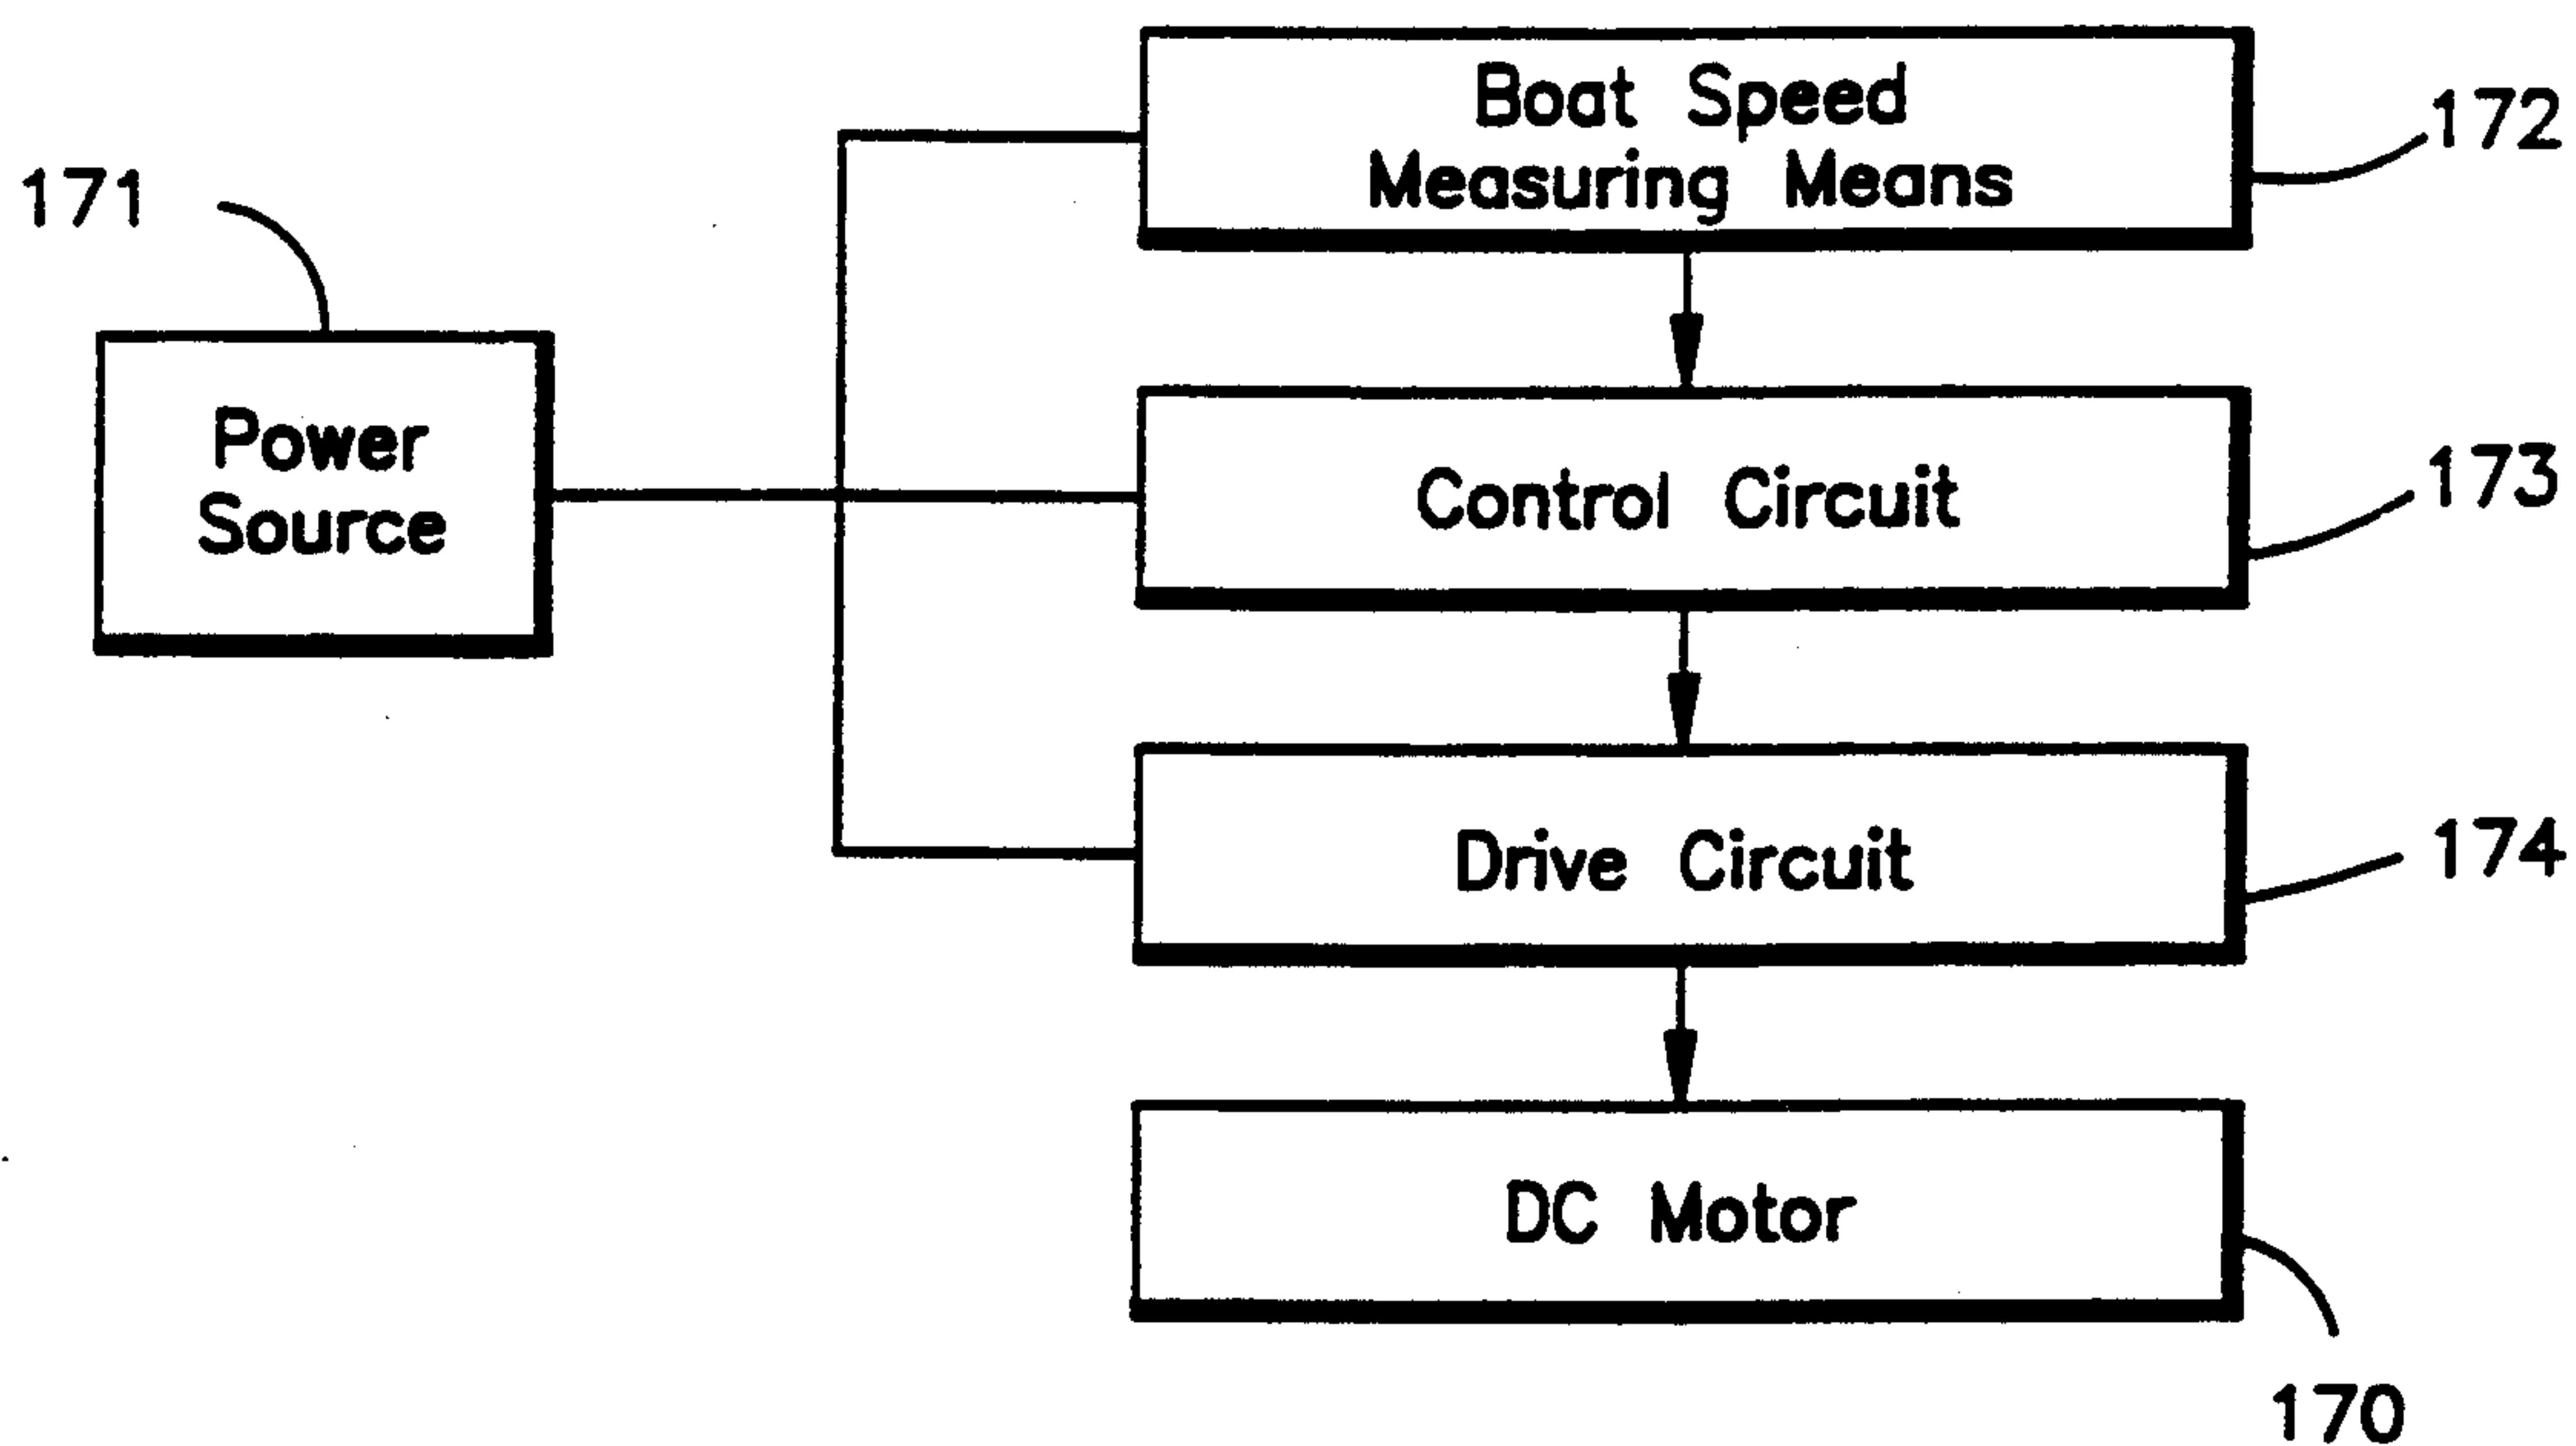 171
Power
Source
Boat Speed
Measuring Means
172
Control Circuit
173
Drive Circuit
174
DC Motor
170